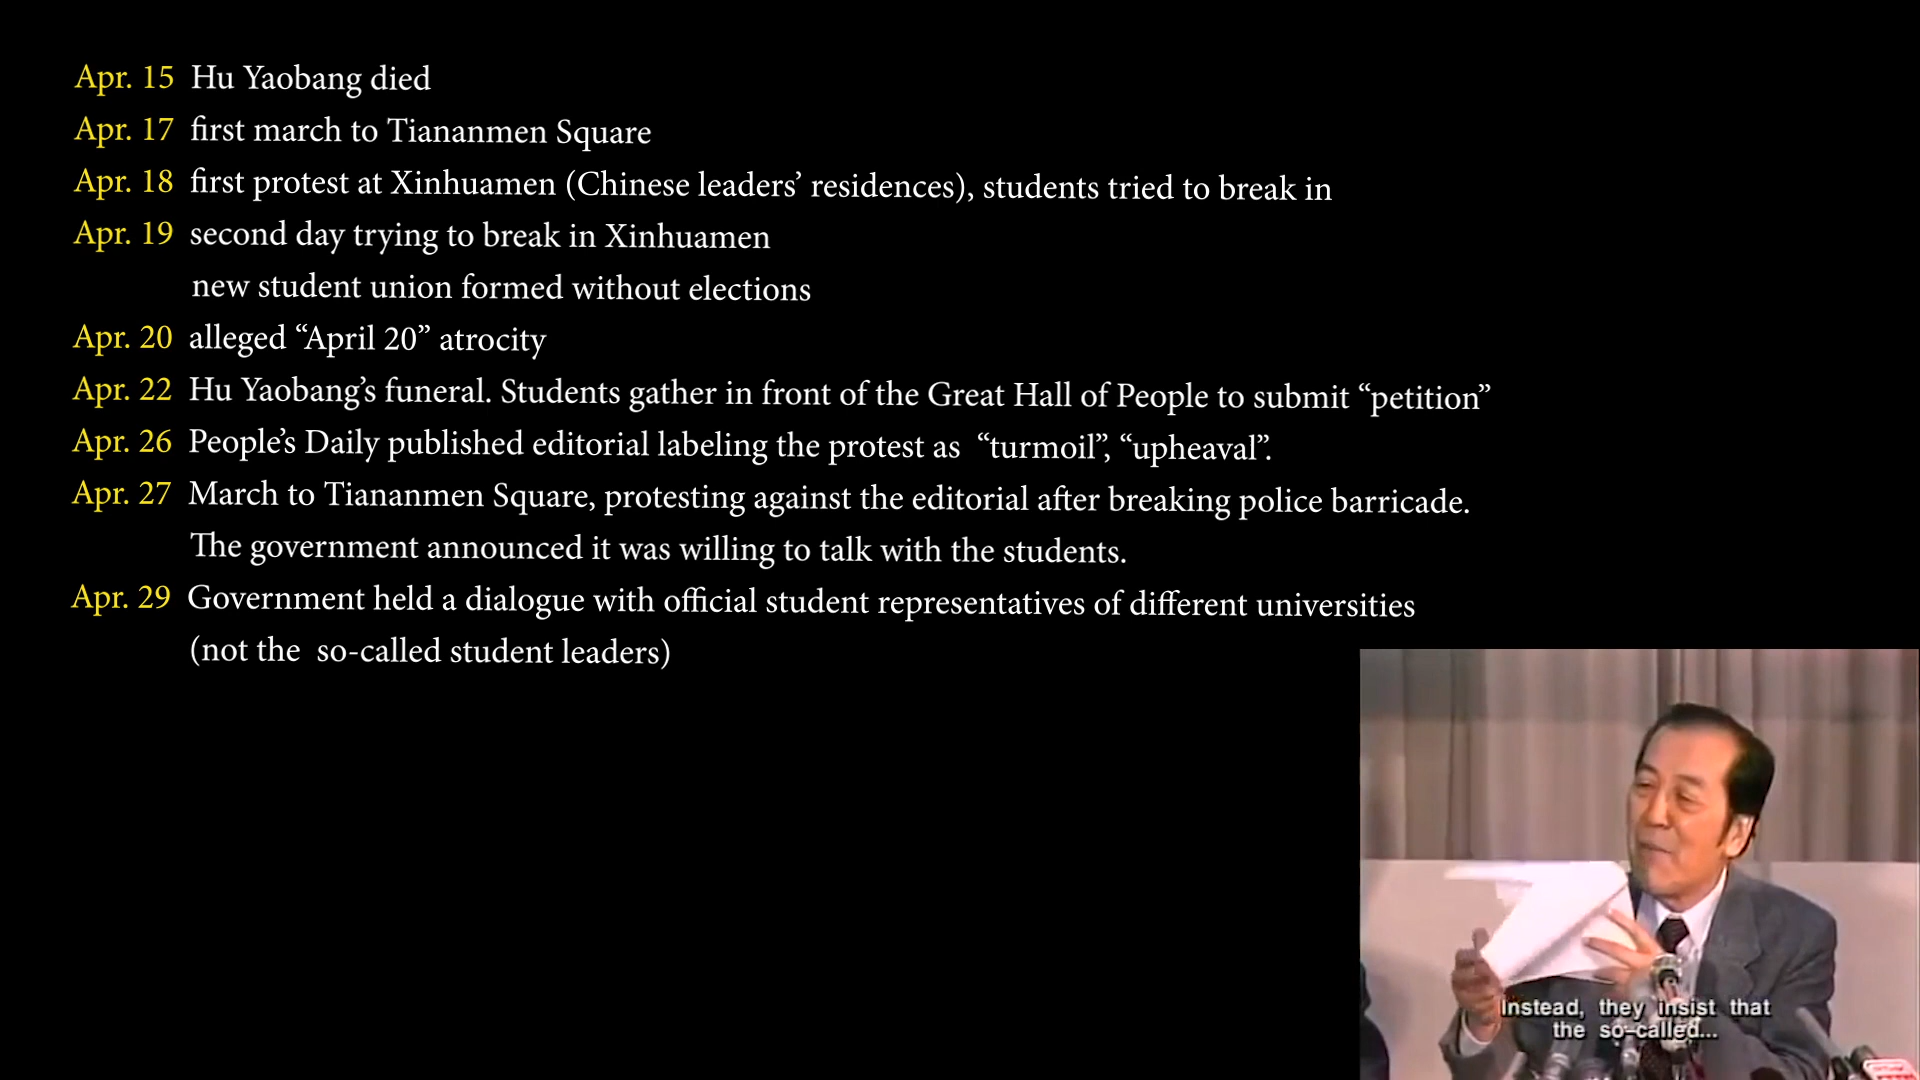 Apr. 15 Hu Yaobang died
Apr. 17 first march to Tiananmen Square
Apr. 18 first protest at Xinhuamen (Chinese leaders’ residences), students tried to break in
Apr. 19 second day trying to break in Xinhuamen
new student union formed without elections
Apr. 20 alleged “April 20” atrocity
Apr. 22 Hu Yaobang’s funeral. Students gather in front of the Great Hall of People to submit “petition”
Apr. 26 People’s Daily published editorial labeling the protest as “turmoil”, “upheaval”.
Apr. 27 March to Tiananmen Square, protesting against the editorial after breaking police barricade.
The government announced it was willing to talk with the students.
Apr. 29 Government held a dialogue with official student representatives of different universities
(not the so-called student leaders)
Instead, they insist that
the so-called...